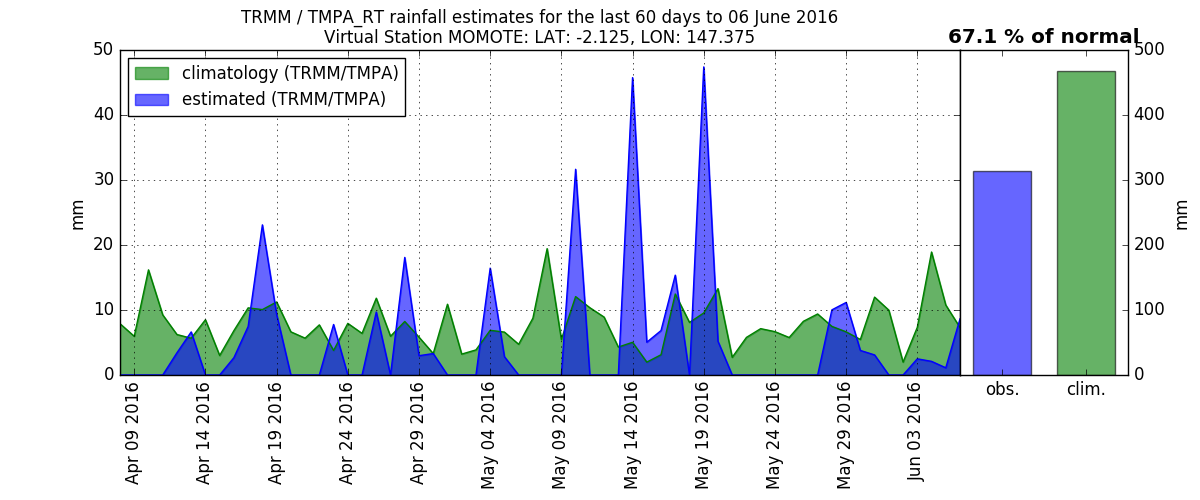 TRMM / TMPA_RT rainfall estimates for the last 60 days to 06 June 2016
Virtual Station MOMOTE: LAT: -2.125, LON: 147.375
67.1 % of normal
climatology (TRMM/TMPA)
estimated (TRMM/TMPA)
50
40
30
20
10
0
mm
500
400
300
200
100
0
mm
Apr 09 2016
Apr 14 2016
Apr 19 2016
Apr 24 2016
Apr 29 2016
May 04 2016
May 09 2016
May 14 2016
May 19 2016
May 24 2016
May 29 2016
Jun 03 2016
obs.
clim.